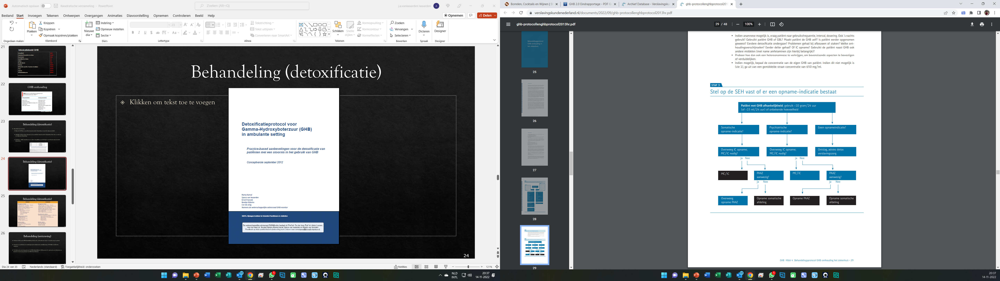 Automatisch opslaan
Kwadratische verzameling - PowerPoint
Zoeken (Alt+Q)
j.a.vaniwaarden iwaarden
JI
Bestand Start Invoegen Tekenen Ontwerpen Overgangen Animaties Diavoorstelling Opnemen Controleren Beeld Help
Opnemen
Delen
Plakken
Knippen
Kopiëren
Opmaak kopiëren/plakken
Nieuwe dia
Indeling
Opnieuw instellen
Sectie
Tekstrichting
Tekst uitlijnen
Converteren naar SmartArt
Schikken
Snelle stijlen
Vormopvulling
Vormcontour
Vormeffecten
Zoeken
Vervangen
Selecteren
Dicteren
Designer
Ongedaan maken
Klembord
Dia's
Lettertype
Alinea
Tekenen
Bewerken
Spraak
Designer
21
Intoxicatiebeeld GHB
22
GHB onthouding
23
Behandeling (detoxificatie)
24
Behandeling (detoxificatie)
25
Behandeling (detoxificatie)
26
Behandeling (anticraving)
Behandeling (detoxificatie)
Klikken om tekst toe te voegen
Detoxificatieprotocol voor
Gamma-Hydroxyboterzuur (GHB)
in ambulante setting
Practice-based aanbevelingen voor de detoxificatie van
patiënten met een stoornis in het gebruik van GHB
Conceptversie september 2012
Rama Kamal
Sjacco van Iwaarden
Ernst Franzek
Boukje Dijkstra
Cor de Jong
Namens de wetenschappelijke adviesraad GHB-monitor
NISPA, Nijmegen Institute for Scientist-Practitioners in Addiction
De wetenschappelijke adviesraad GHB-Monitor bestaat uit: Prof. dr. Cor de Jong, Prof. dr. Anton Loonen,
Hein de Haan, dr. Boukje Dijkstra, Rama Kamal, Sjacco van Iwaarden en Martijn van Noorden
24
Dia 24 van 35
Nederlands (standaard)
Toegankelijkheid: onderzoeken
Notities
121%
NLD
INTL
20:37
14-11-2022
Borrelen, Cocktails en Wijnen | St
GHB 2.0 Eindrapportage - PDF G
Archief Database - Verslavingsku
ghb-protocollenghbprotocol201
verslavingskundenederland.nl/documents/2022/09/ghb-protocollenghbprotocol2013hr.pdf
ghb-protocollenghbprotocol2013hr.pdf
29 / 48
100%
Behandelingsprotocol
GHB-onthouding in
het ziekenhuis
25
26
27
28
29
• Indien anamnese mogelijk is, vraag patiënt naar gebruiksfrequentie, interval, dosering. Ook 's nachts
gebruik? Gebruikt patiënt GHB of GBL? Maakt patiënt de GHB zelf? Is patiënt eerder opgenomen
geweest? Eerdere detoxificatie ondergaan? Problemen gehad bij afbouwen of staken? Welke ont-
houdingsverschijnselen? Eerder delier gehad? Of IC opname? Gebruikt de patiënt naast GHB ook
andere middelen (met name amfetaminen zijn hierbij belangrijk)?
• Probeer hoe dan ook een heteroanamnese te verkrijgen, om bovenstaande aspecten te bevestigen
of verduidelijken.
• Indien mogelijk, bepaal de concentratie van de eigen GHB van patiënt. Indien dit niet mogelijk is
(zie 1), ga uit van een gemiddelde straat-concentratie van 650 mg/ml.
STAP 3
Stel op de SEH vast of er een opname-indicatie bestaat
Patiënt met GHB afhankelijkheid; gebruik >10 gram/24 uur
(of >15 ml/24 uur) of onbekende hoeveelheid
Somatische
opname-indicatie?
Psychiatrische
opname-indicatie?
Geen opnameindicatie?
Overweeg IC opname;
MC/IC nodig?
Overweeg IC opname;
MC/IC nodig?
Ontslag, advies detox
verslavingszorg
Ja Nee
Ja Nee
MC/IC
PAAZ
aanwezig?
MC/IC
PAAZ
aanwezig?
Ja Nee
Ja Nee
Overweeg
opname PAAZ
Opname somatische
afdeling
Opname PAAZ
Opname somatische
afdeling
GHB Hfdst 4 Behandelingsprotocol GHB-onthouding het ziekenhuis - 29
20:37
14-11-2022